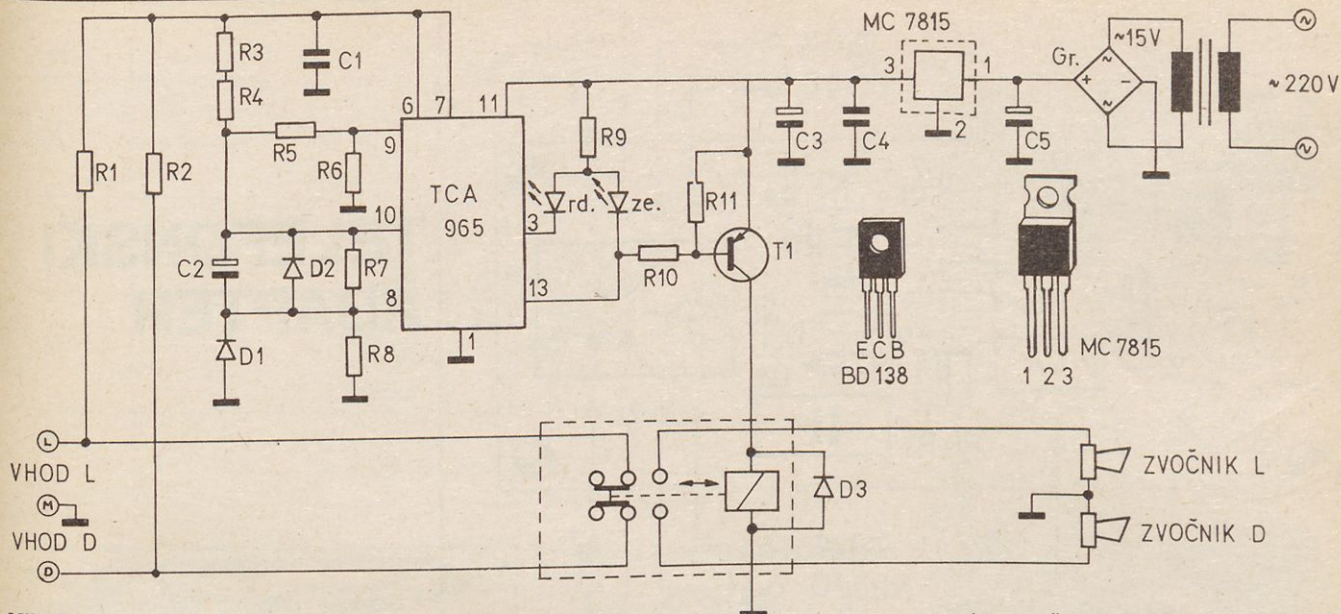 MC 7815
~15V
Gr.
~
~
+
-
~220V
~
~
R3
R4
C1
R1
R2
R5
R6
6
7
11
9
TCA
965
10
3
8
13
1
C2
D2
R7
D1
R8
R9
rd.
ze.
R11
R10
T1
3
1
2
C3
C4
C5
E C B
BD 138
MC 7815
1 2 3
L
VHOD L
M
VHOD D
D
D3
ZVOČNIK L
ZVOČNIK D